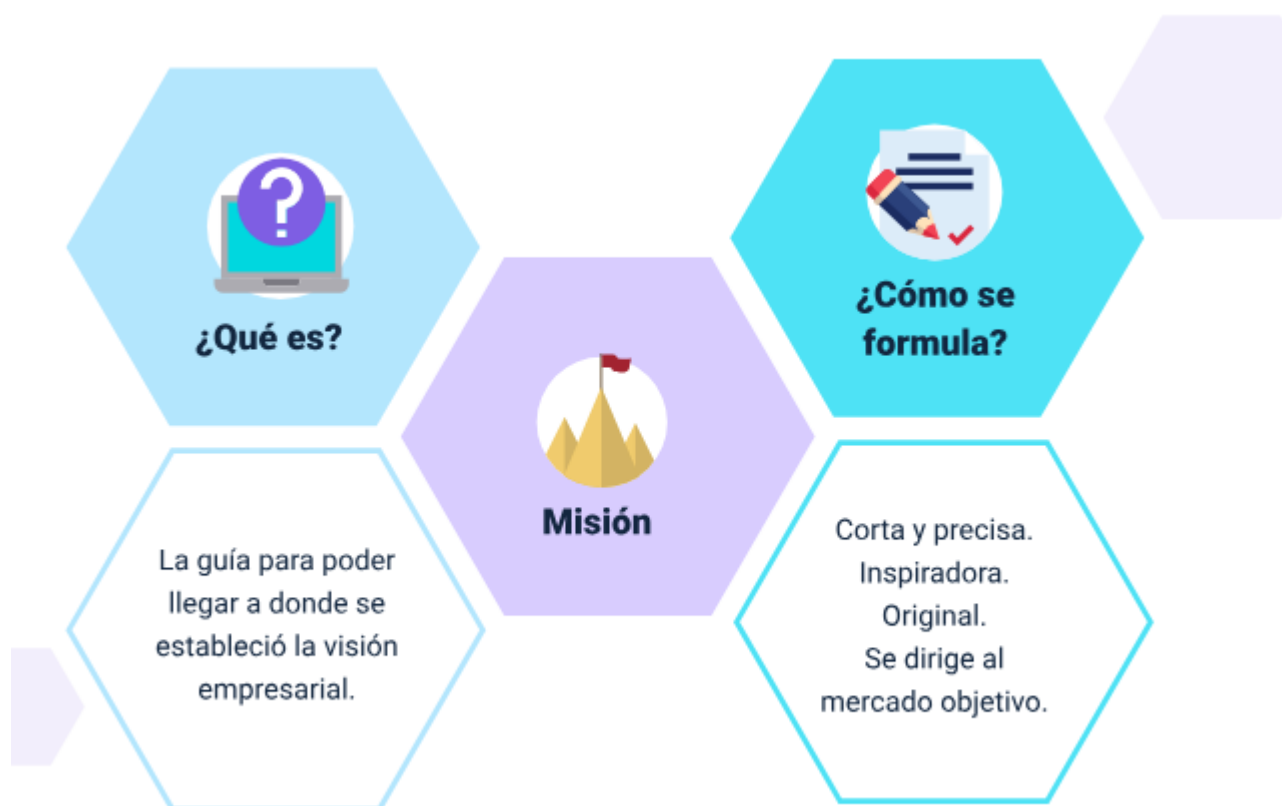 ¿Qué es?
La guía para poder
llegar a donde se
estableció la visión
empresarial.
Misión
¿Cómo se
formula?
Corta y precisa.
Inspiradora.
Original.
Se dirige al
mercado objetivo.